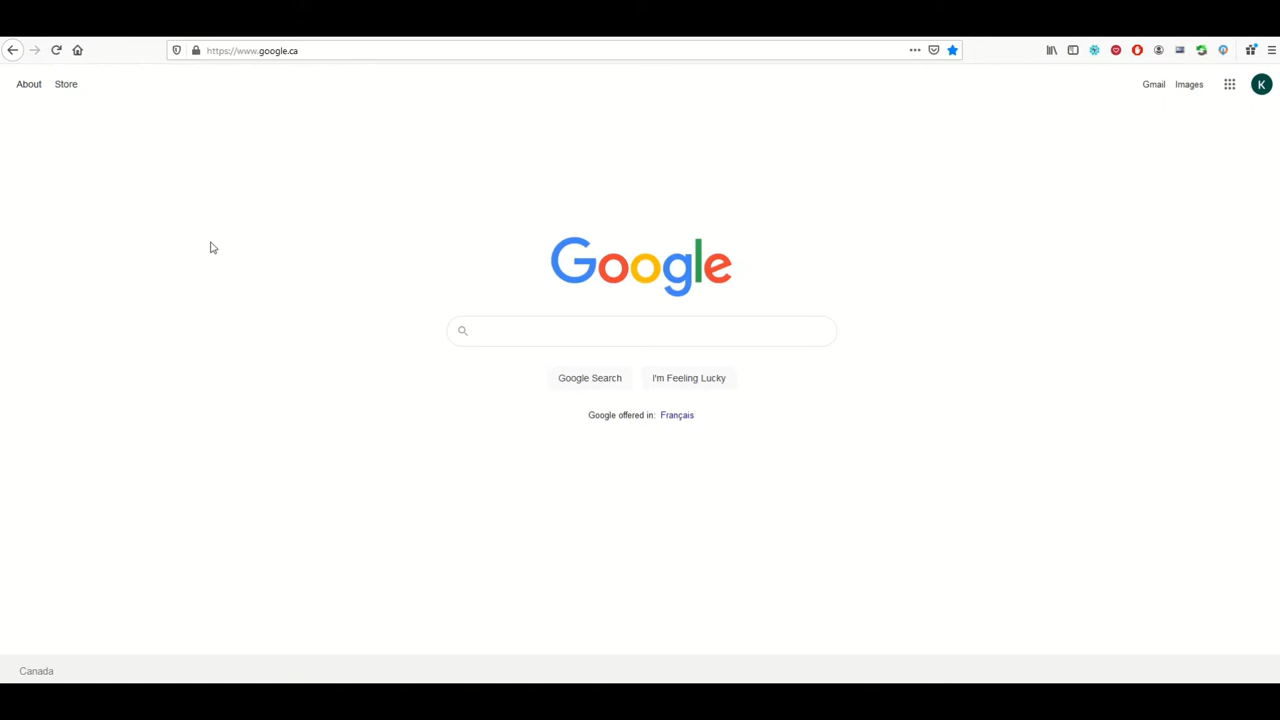 https://www.google.ca
About Store
Gmail Images
K
Google
Google Search I'm Feeling Lucky
Google offered in: Français
Canada